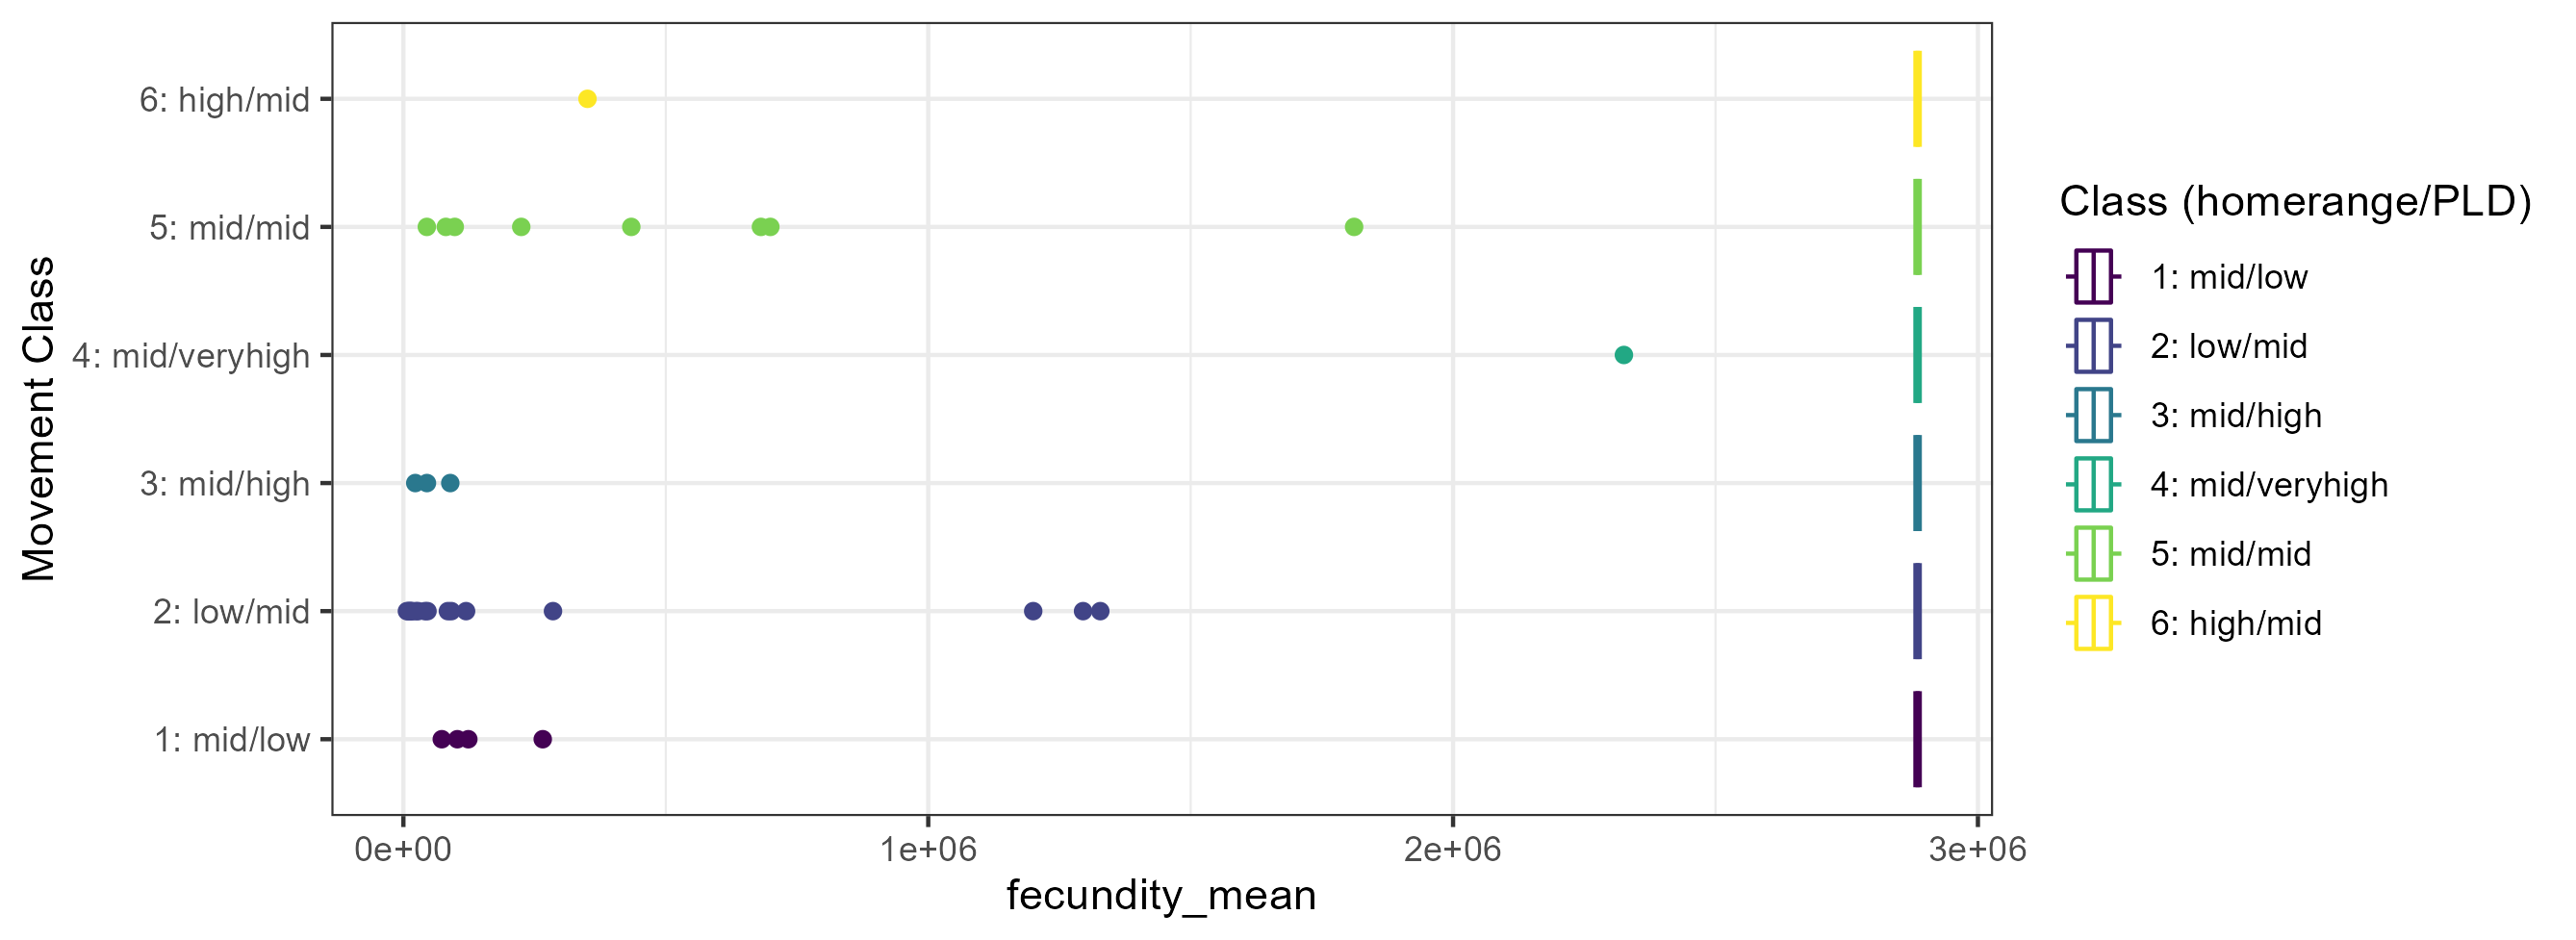 6: high/mid
5: mid/mid
4: mid/veryhigh
3: mid/high
2: low/mid
1: mid/low
Movement Class
0e+00 1e+06 2e+06 3e+06
fecundity_mean
Class (homerange/PLD)
1: mid/low
2: low/mid
3: mid/high
4: mid/veryhigh
5: mid/mid
6: high/mid